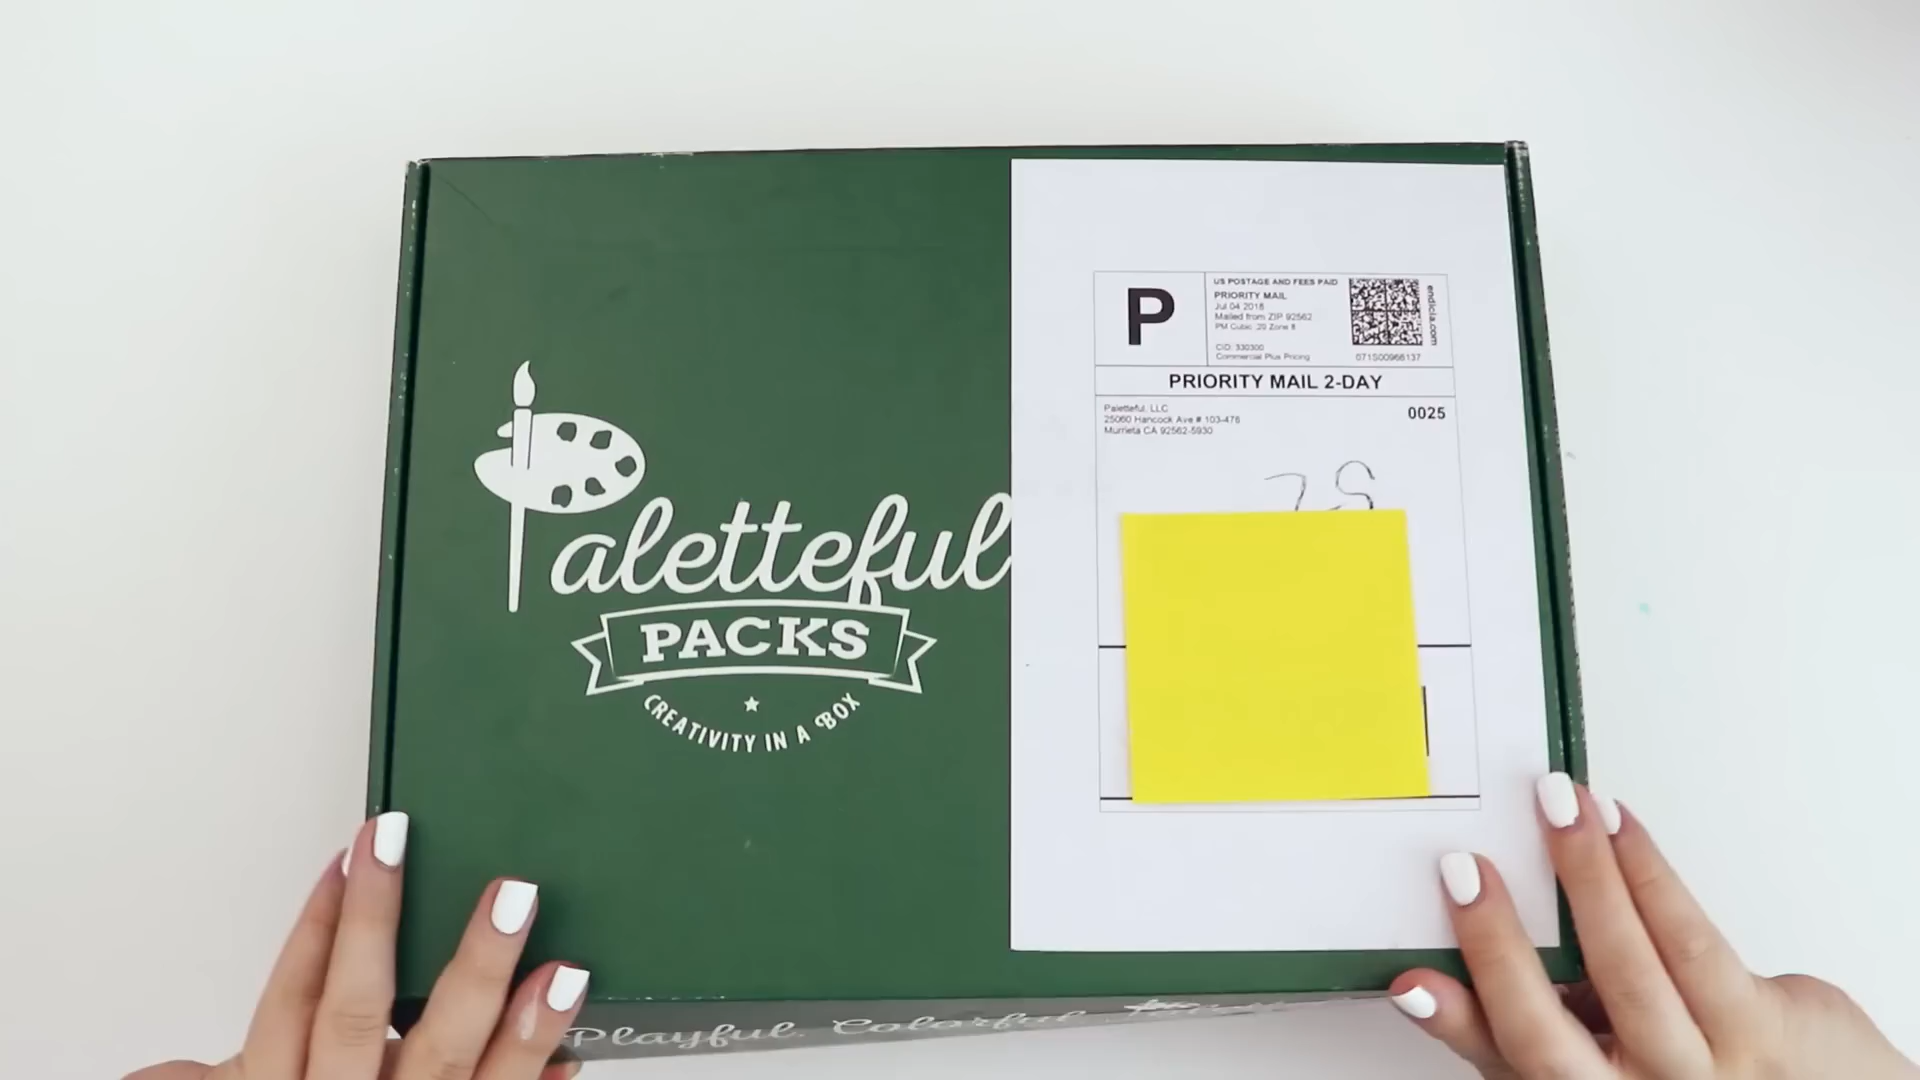 Paletteful
PACKS
CREATIVITY IN A BOX
P
US POSTAGE AND FEES PAID
PRIORITY MAIL
Jul 04 2018
Mailed from ZIP 92562
PM Cubic .20 Zone 8
CID: 330300
Commercial Plus Pricing
endicia.com
071S00966137
PRIORITY MAIL 2-DAY
Paletteful, LLC
25060 Hancock Ave # 103-476
Murrieta CA 92562-5930
0025
Playful. Colorful.